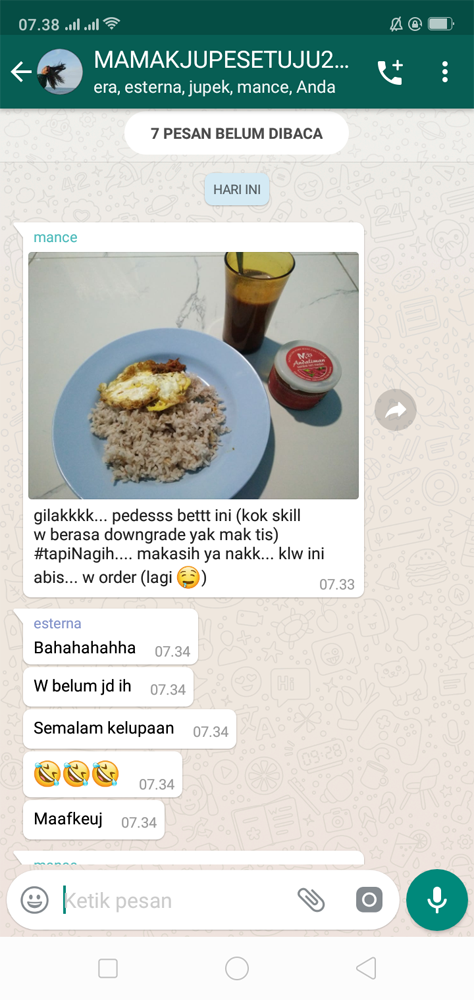 07.38
MAMAKJUPESETUJU2...
era, esterna, jupek, mance, Anda
7 PESAN BELUM DIBACA
HARI INI
mance
Andaliman
gilakkkk... pedesss bettt ini (kok skill
w berasa downgrade yak mak tis)
#tapiNagih.... makasih ya nakk... klw ini
abis... w order (lagi 🤤)
07.33
esterna
Bahahahahha 07.34
W belum jd ih 07.34
Semalam kelupaan 07.34
🤣🤣🤣 07.34
Maafkeuj 07.34
mance
Ketik pesan